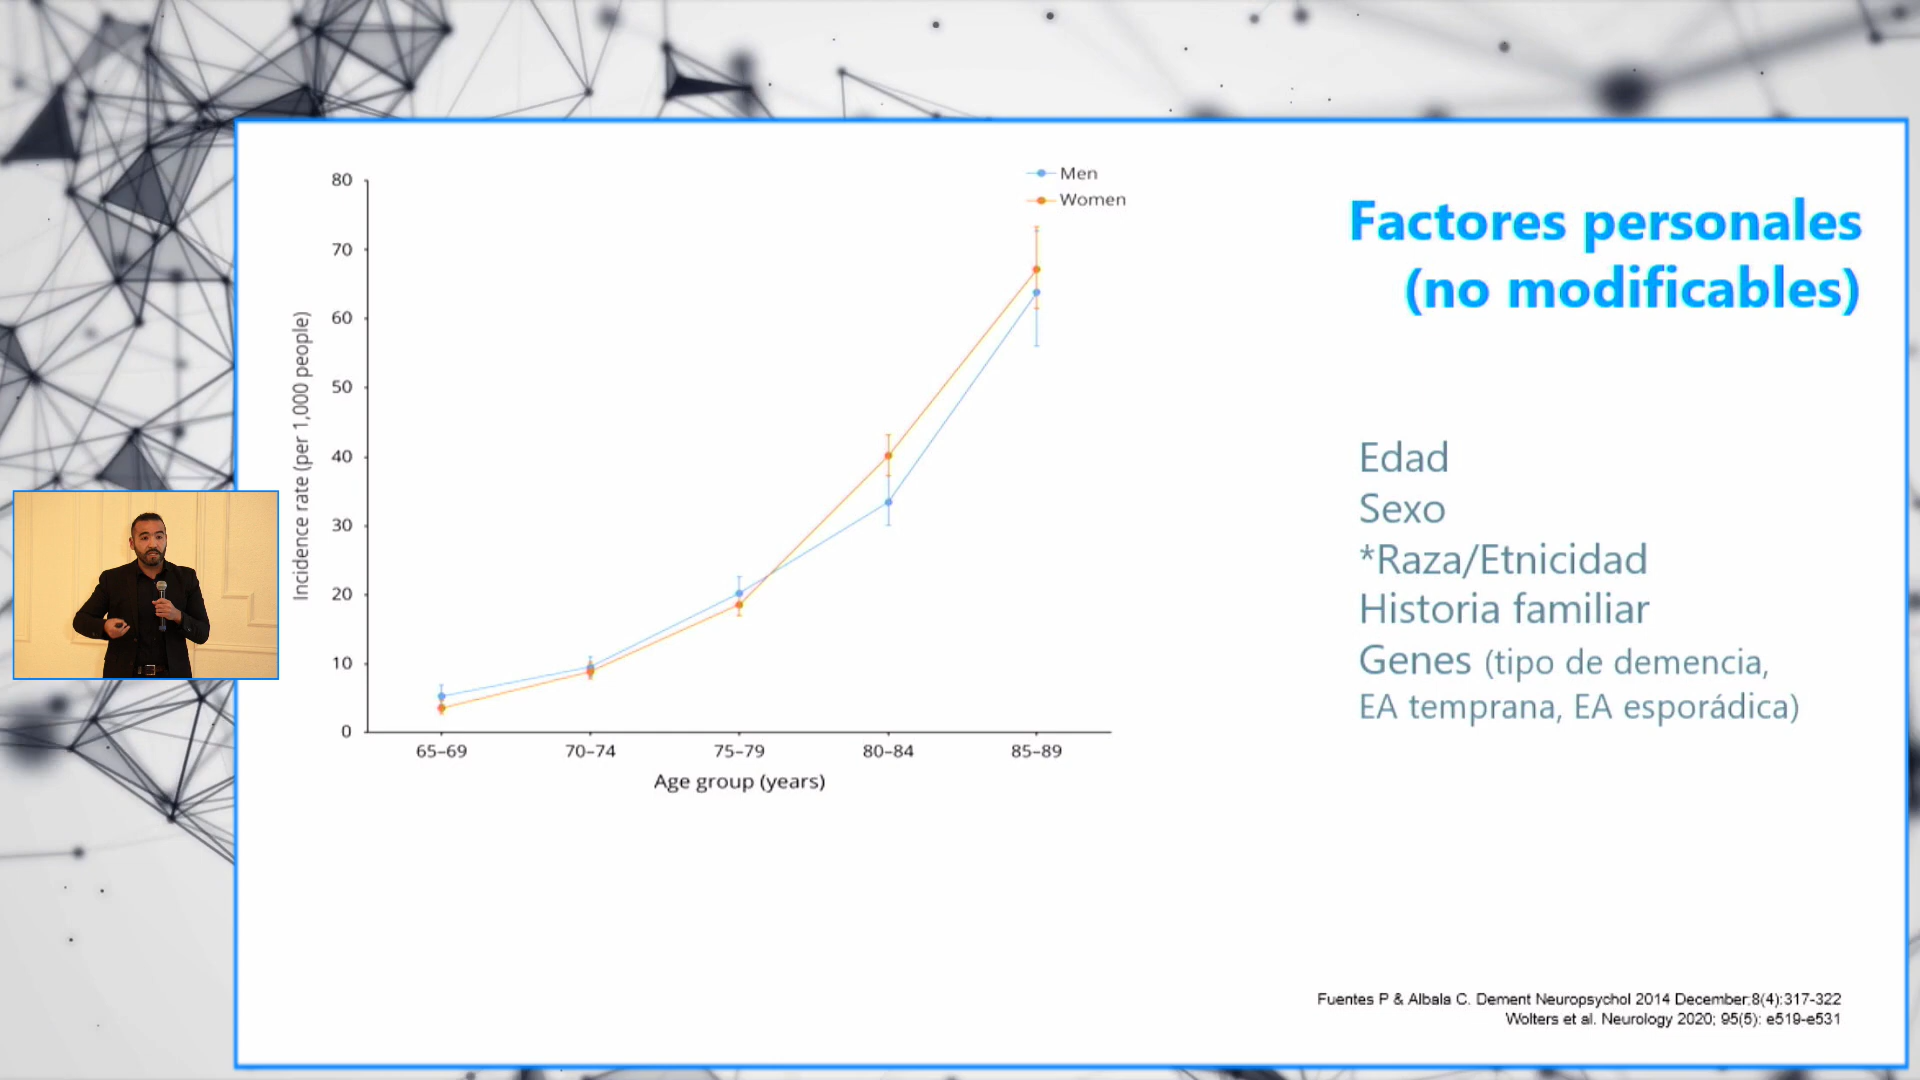 80
Men
Women
70
60
50
40
30
20
10
0
Incidence rate (per 1,000 people)
65–69
70–74
75–79
80–84
85–89
Age group (years)
Factores personales
(no modificables)
Edad
Sexo
*Raza/Etnicidad
Historia familiar
Genes (tipo de demencia,
EA temprana, EA esporádica)
Fuentes P & Albala C. Dement Neuropsychol 2014 December;8(4):317-322
Wolters et al. Neurology 2020; 95(5): e519-e531